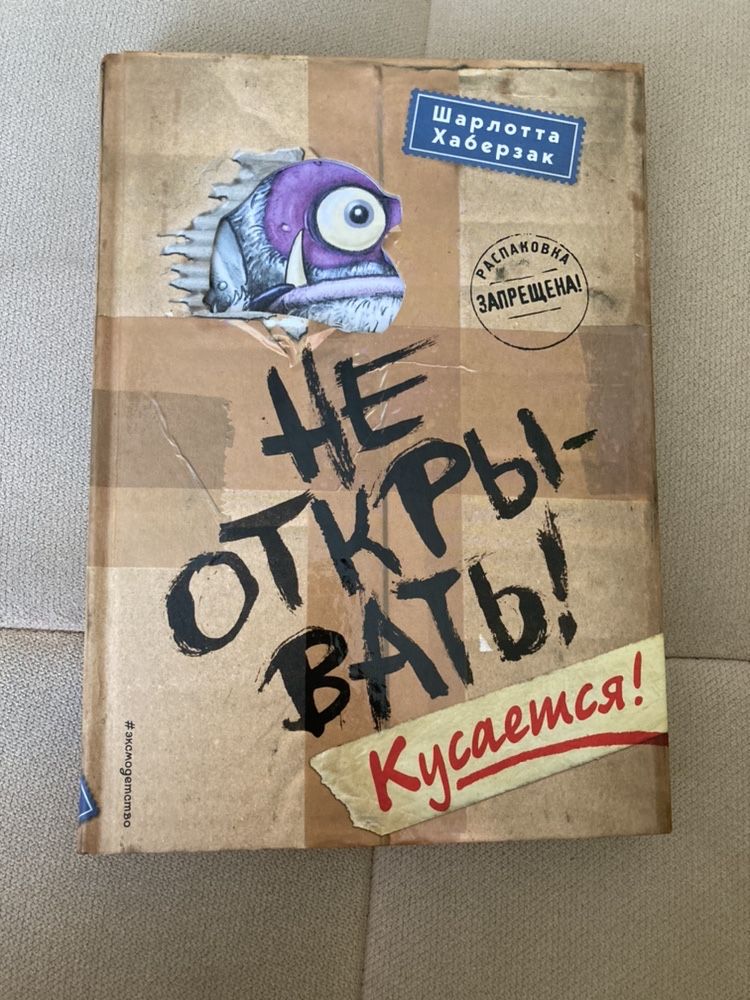 Шарлотта
Хаберзак
РАСПАКОВКА
ЗАПРЕЩЕНА!
НЕ
ОТКРЫ-
ВАТЬ!
Кусается!
#эксмодетство